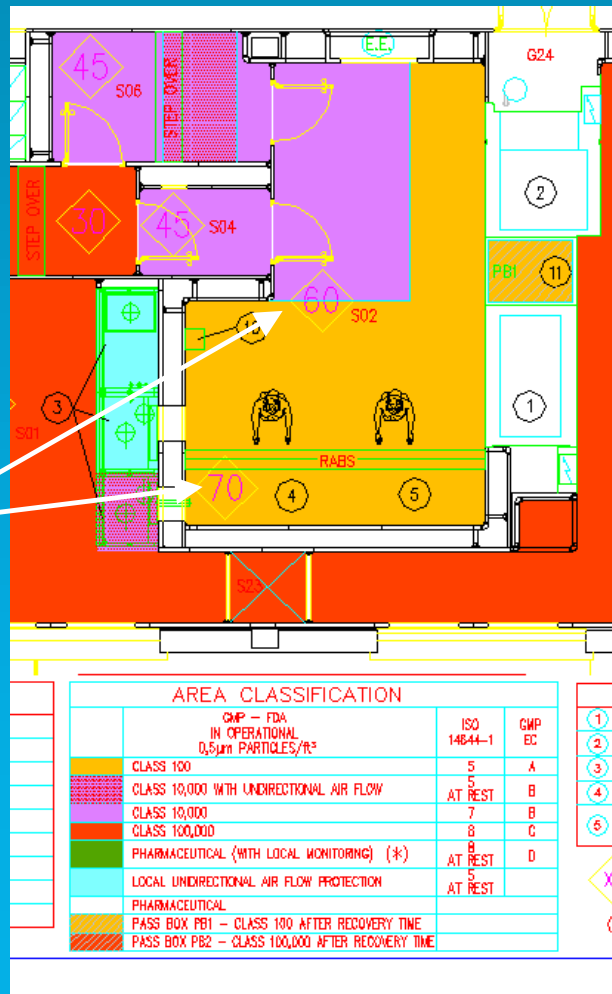 E.E.
G24
45
S06
STEP OVER
2
STEP OVER
30
45
S04
PB1
11
60
S02
10
3
S01
1
RABS
70
4
5
S23
AREA CLASSIFICATION
GMP - FDA
IN OPERATIONAL
0,5µm PARTICLES/ft³
ISO
14644-1
GMP
EC
CLASS 100
5
A
CLASS 10,000 WITH UNIDIRECTIONAL AIR FLOW
5
AT REST
B
CLASS 10,000
7
B
CLASS 100,000
8
C
PHARMACEUTICAL (WITH LOCAL MONITORING) (*)
8
AT REST
D
LOCAL UNIDIRECTIONAL AIR FLOW PROTECTION
5
AT REST
PHARMACEUTICAL
PASS BOX PB1 - CLASS 100 AFTER RECOVERY TIME
PASS BOX PB2 - CLASS 100,000 AFTER RECOVERY TIME
1
2
3
4
5
X